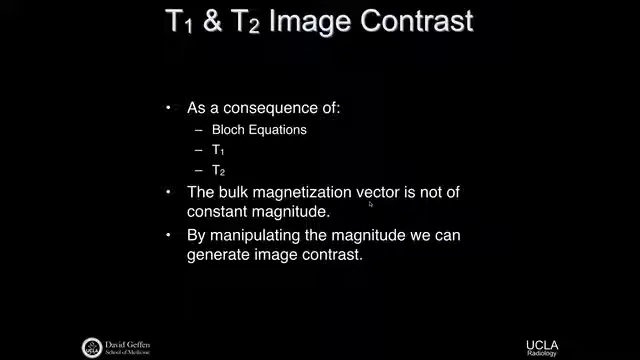 T1 & T2 Image Contrast
• As a consequence of:
– Bloch Equations
– T1
– T2
• The bulk magnetization vector is not of
constant magnitude.
• By manipulating the magnitude we can
generate image contrast.
UCLA
David Geffen
School of Medicine
UCLA
Radiology